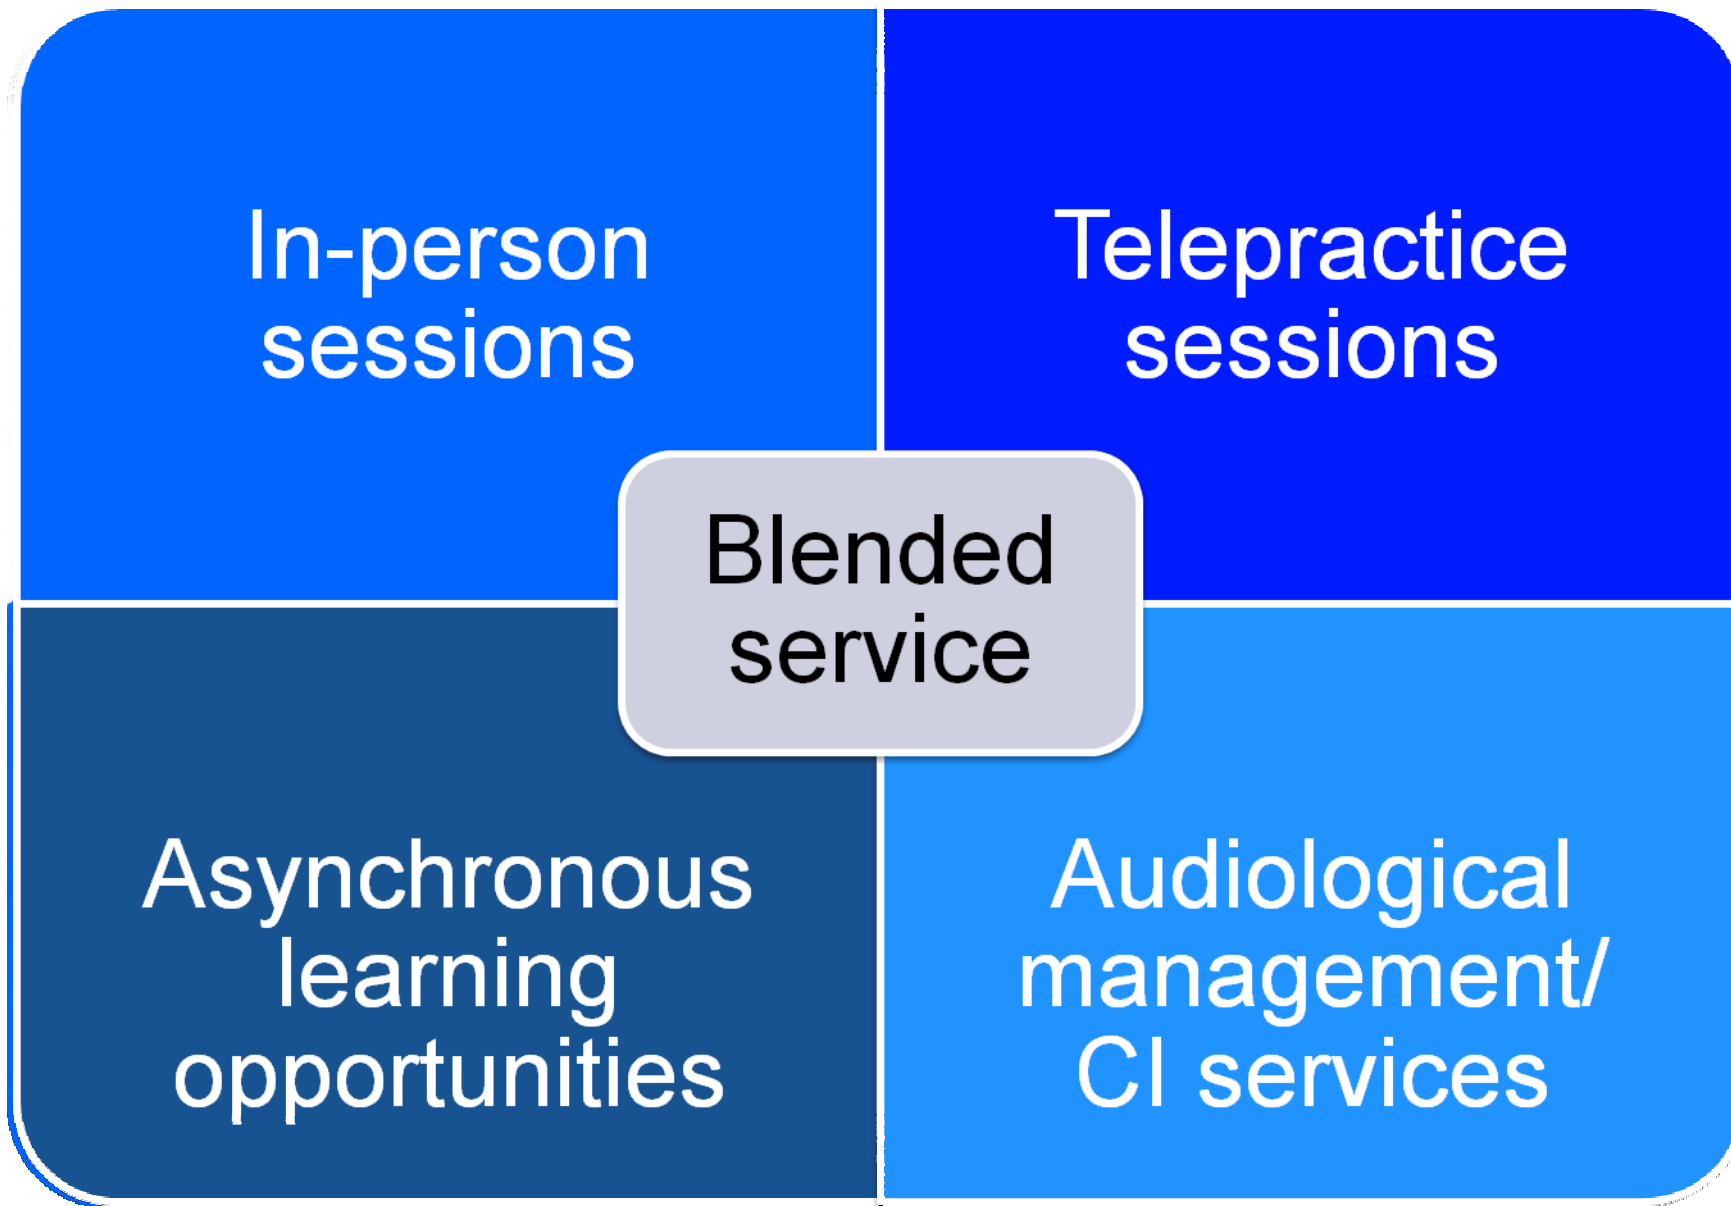 In-person
sessions
Telepractice
sessions
Blended
service
Asynchronous
learning
opportunities
Audiological
management/
CI services